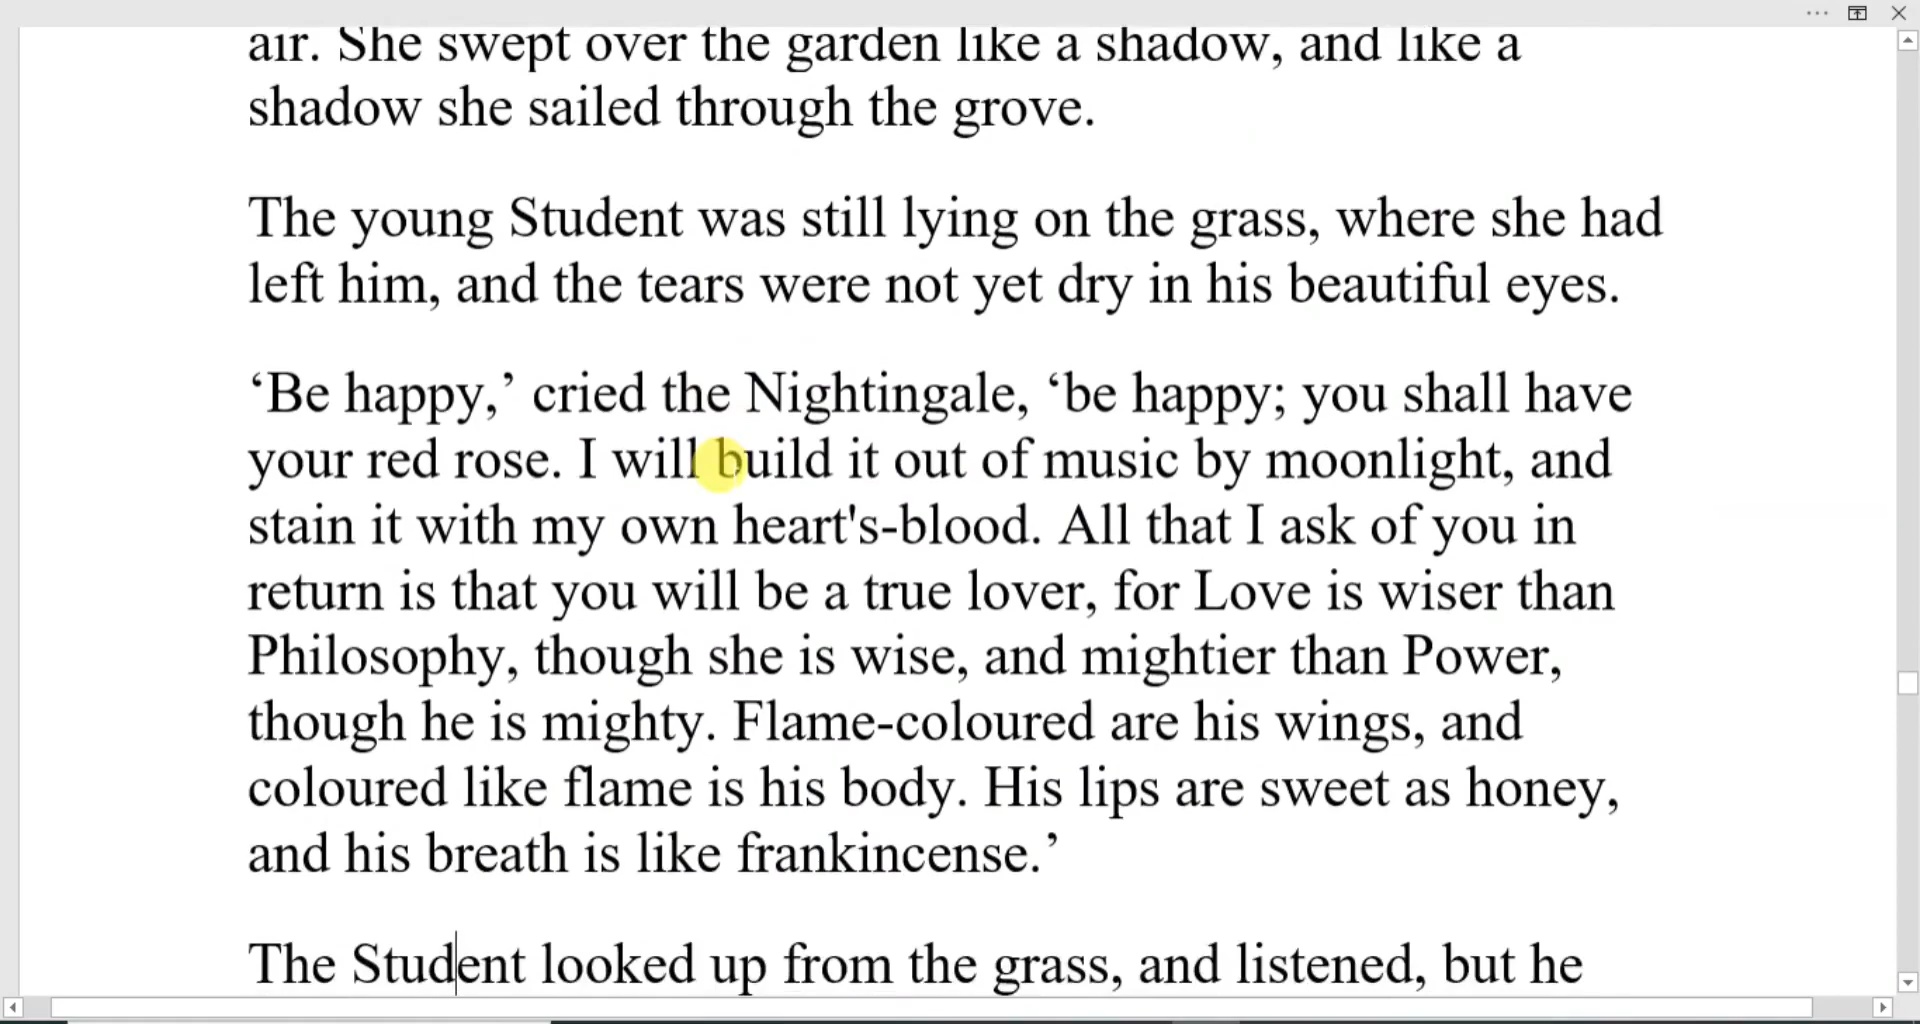 air. She swept over the garden like a shadow, and like a
shadow she sailed through the grove.
The young Student was still lying on the grass, where she had
left him, and the tears were not yet dry in his beautiful eyes.
‘Be happy,’ cried the Nightingale, ‘be happy; you shall have
your red rose. I will build it out of music by moonlight, and
stain it with my own heart's-blood. All that I ask of you in
return is that you will be a true lover, for Love is wiser than
Philosophy, though she is wise, and mightier than Power,
though he is mighty. Flame-coloured are his wings, and
coloured like flame is his body. His lips are sweet as honey,
and his breath is like frankincense.’
The Student looked up from the grass, and listened, but he